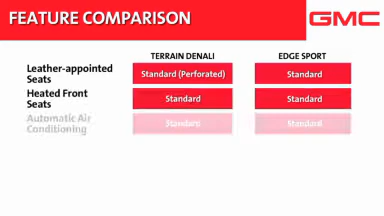 FEATURE COMPARISON
GMC
TERRAIN DENALI EDGE SPORT
Leather-appointed
Seats
Standard (Perforated) Standard
Heated Front
Seats
Standard Standard
Automatic Air
Conditioning
Standard Standard